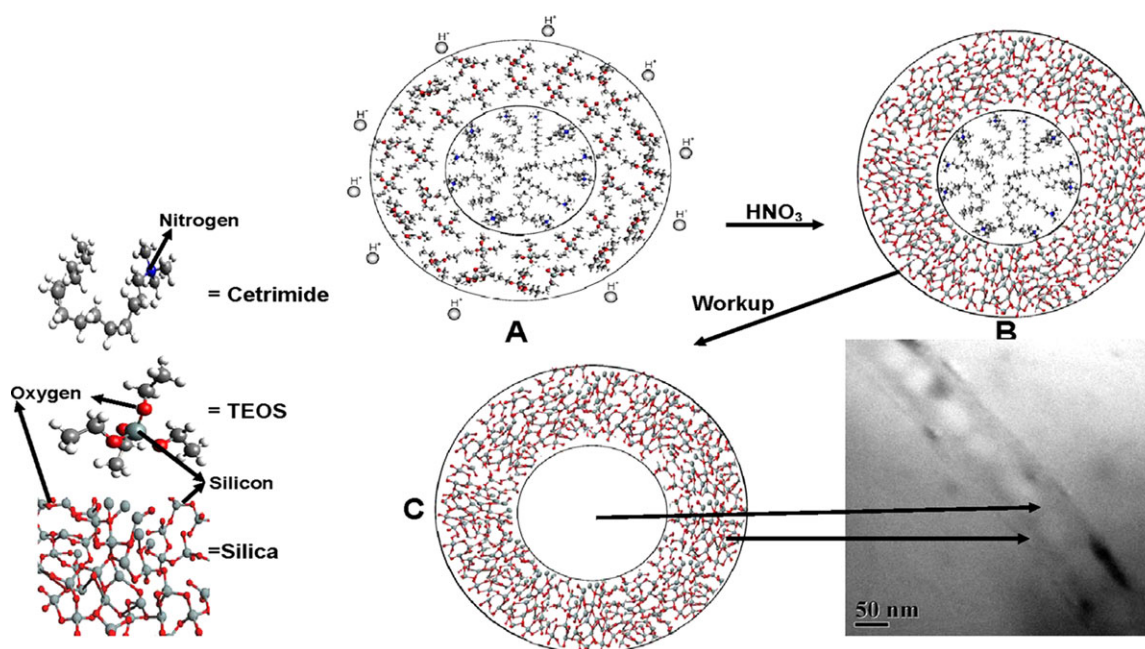 H⁺
H⁺
H⁺
H⁺
H⁺
H⁺
H⁺
H⁺
H⁺
H⁺
A
HNO₃
B
Workup
C
Nitrogen
= Cetrimide
Oxygen
= TEOS
Silicon
=Silica
50 nm